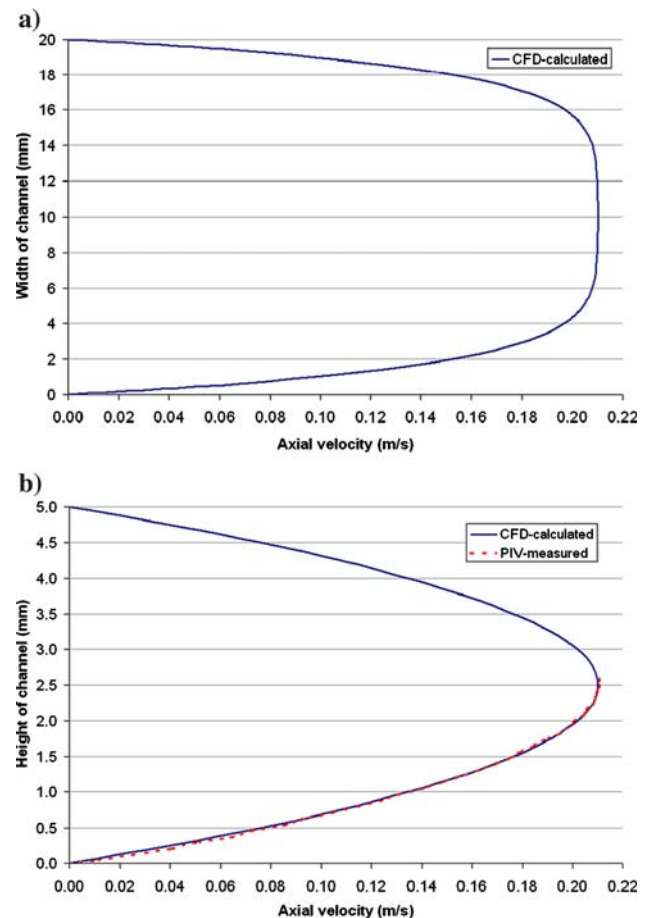 a)
20
18
16
14
12
10
8
6
4
2
0
Width of channel (mm)
CFD-calculated
0.00 0.02 0.04 0.06 0.08 0.10 0.12 0.14 0.16 0.18 0.20 0.22
Axial velocity (m/s)
b)
5.0
4.5
4.0
3.5
3.0
2.5
2.0
1.5
1.0
0.5
0.0
Height of channel (mm)
CFD-calculated
PIV-measured
0.00 0.02 0.04 0.06 0.08 0.10 0.12 0.14 0.16 0.18 0.20 0.22
Axial velocity (m/s)